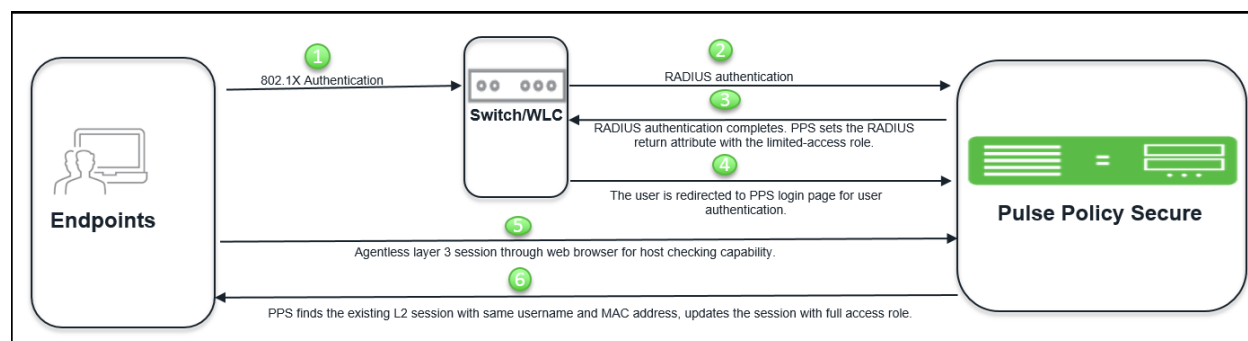 1
802.1X Authentication
2
RADIUS authentication
3
RADIUS authentication completes. PPS sets the RADIUS
return attribute with the limited-access role.
Switch/WLC
4
The user is redirected to PPS login page for user
authentication.
Endpoints
Pulse Policy Secure
5
Agentless layer 3 session through web browser for host checking capability.
6
PPS finds the existing L2 session with same username and MAC address, updates the session with full access role.